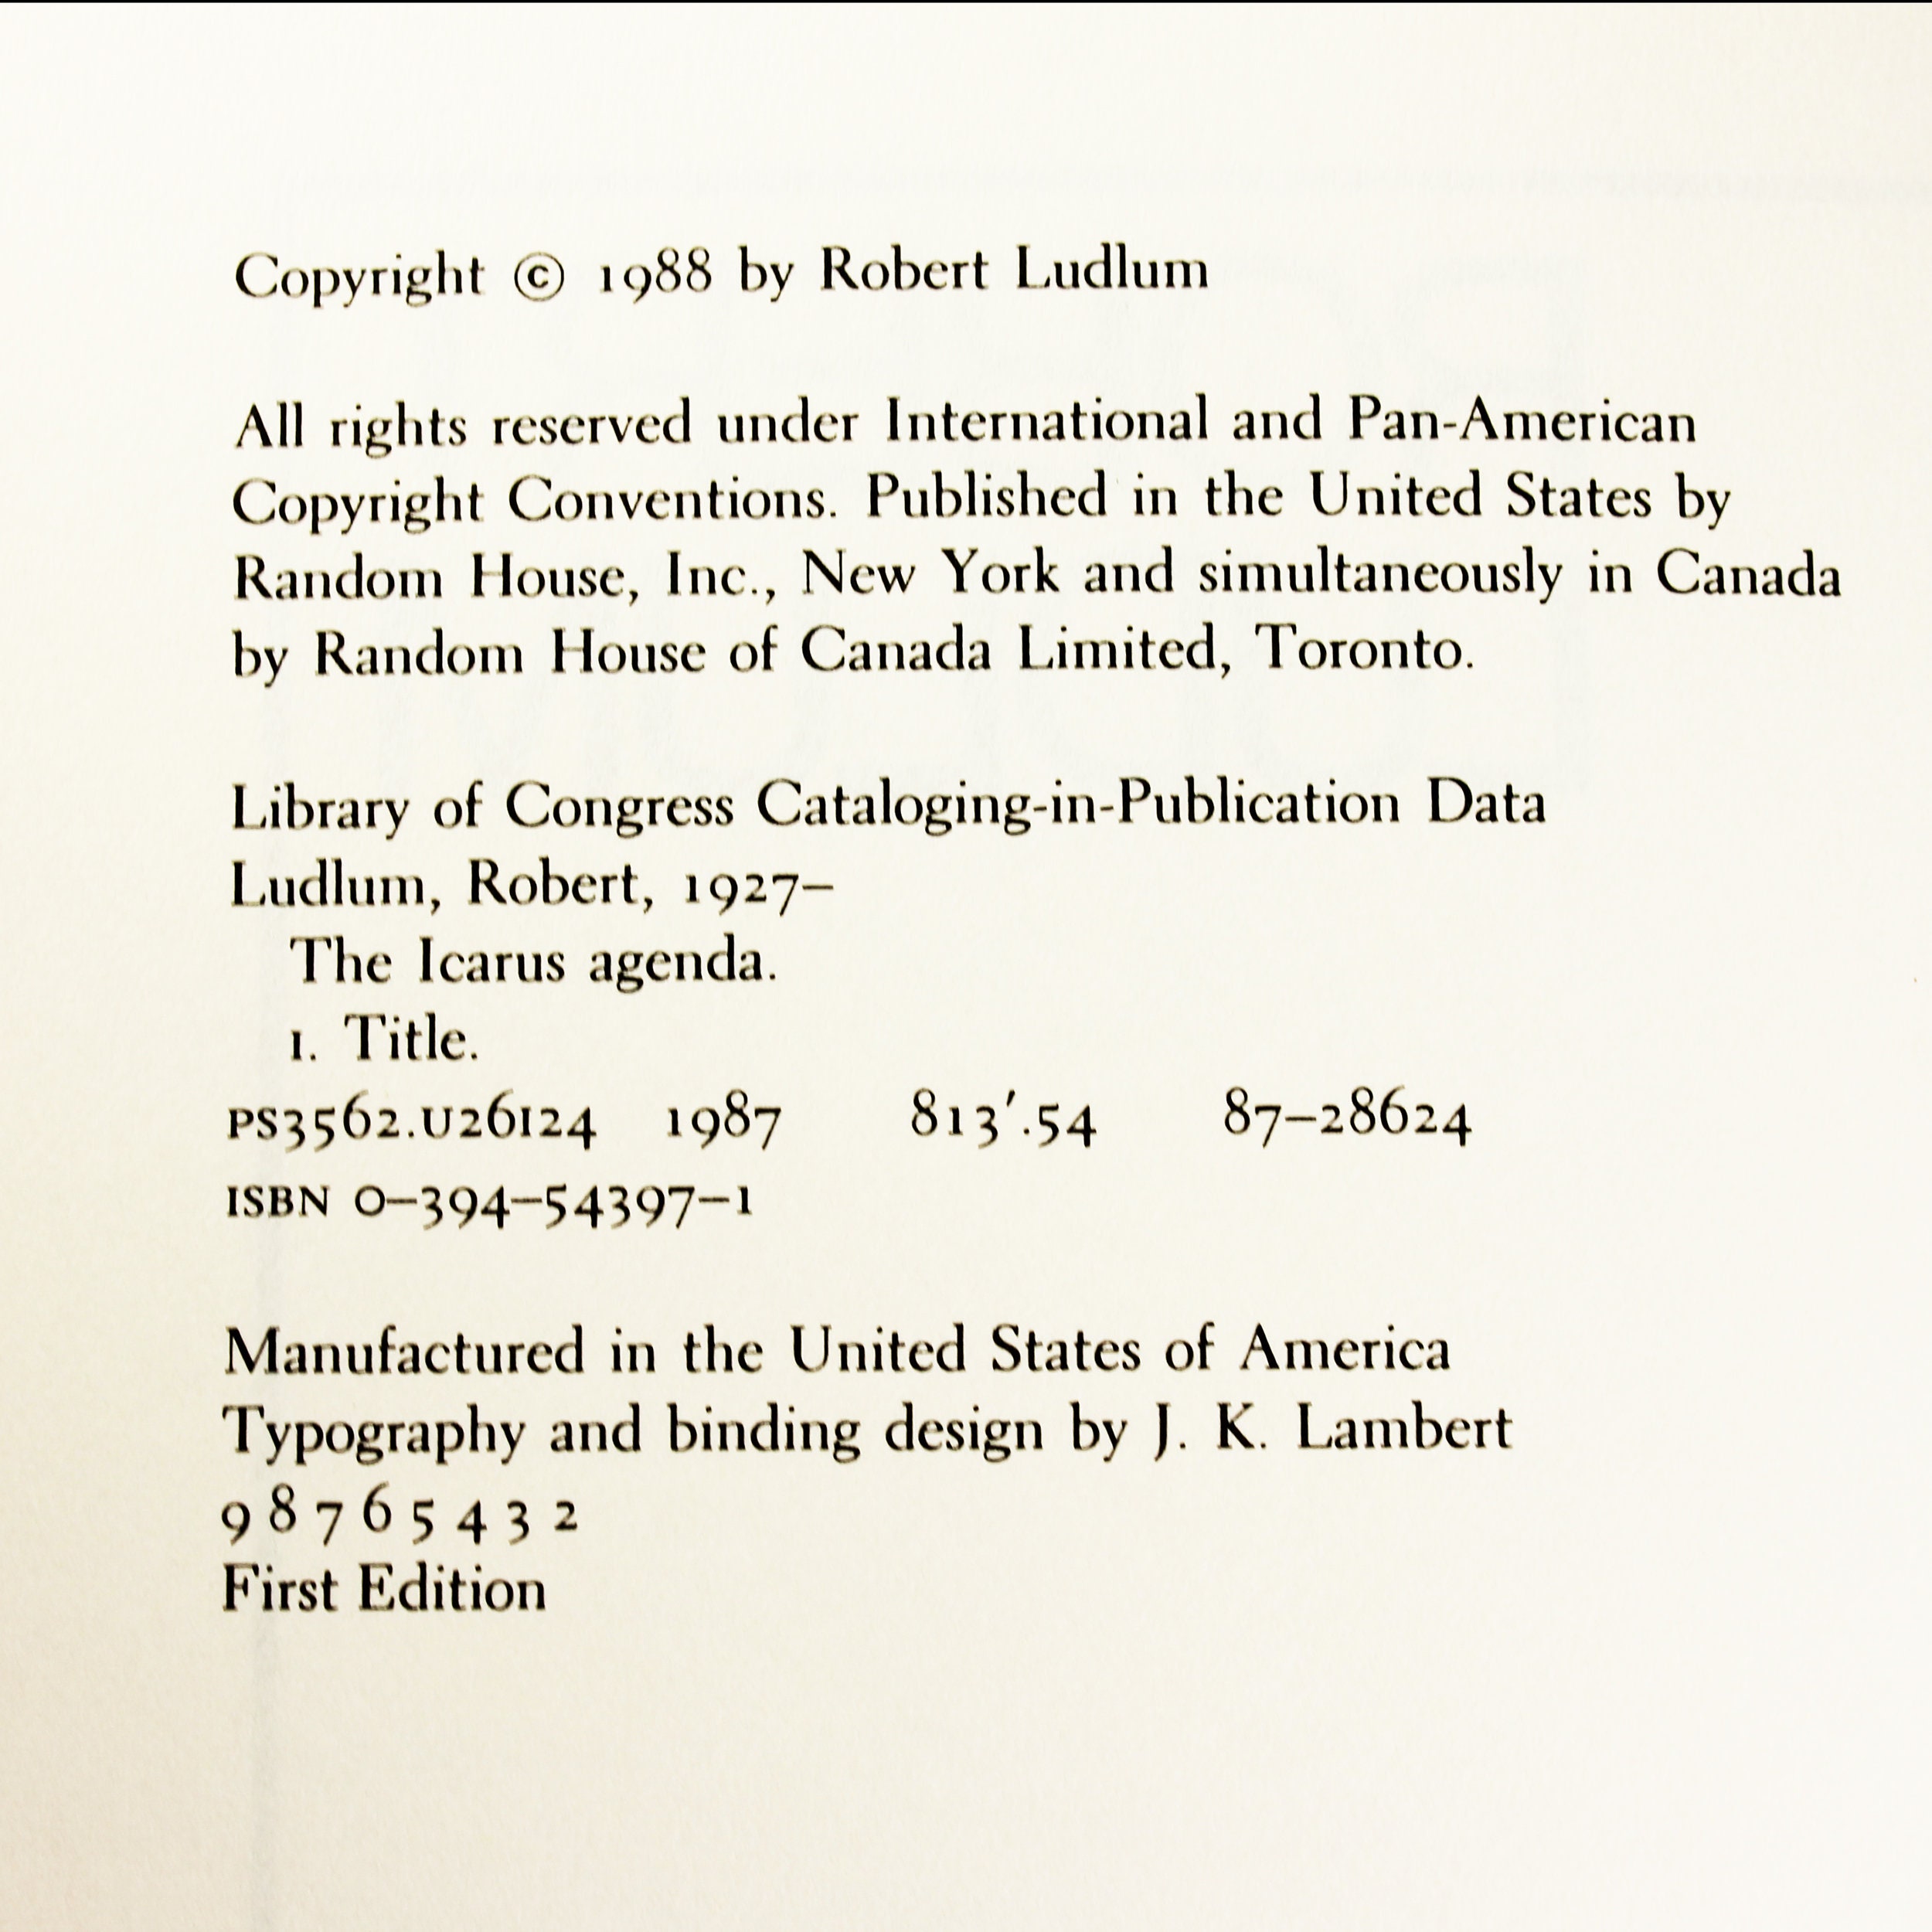 Copyright © 1988 by Robert Ludlum
All rights reserved under International and Pan-American
Copyright Conventions. Published in the United States by
Random House, Inc., New York and simultaneously in Canada
by Random House of Canada Limited, Toronto.
Library of Congress Cataloging-in-Publication Data
Ludlum, Robert, 1927–
The Icarus agenda.
1. Title.
PS3562.U26124 1987 813′.54 87–28624
ISBN 0–394–54397–1
Manufactured in the United States of America
Typography and binding design by J. K. Lambert
9 8 7 6 5 4 3 2
First Edition